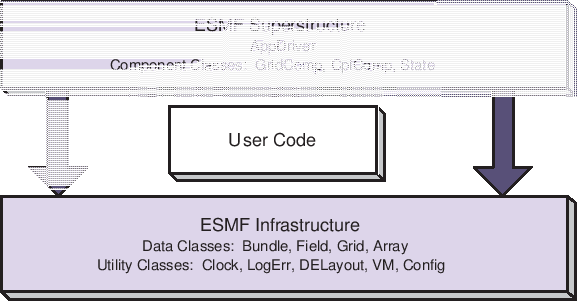 ESMF Superstructure
AppDriver
Component Classes:  GridComp, CplComp, State
User Code
ESMF Infrastructure
Data Classes:  Bundle, Field, Grid, Array
Utility Classes:  Clock, LogErr, DELayout, VM, Config